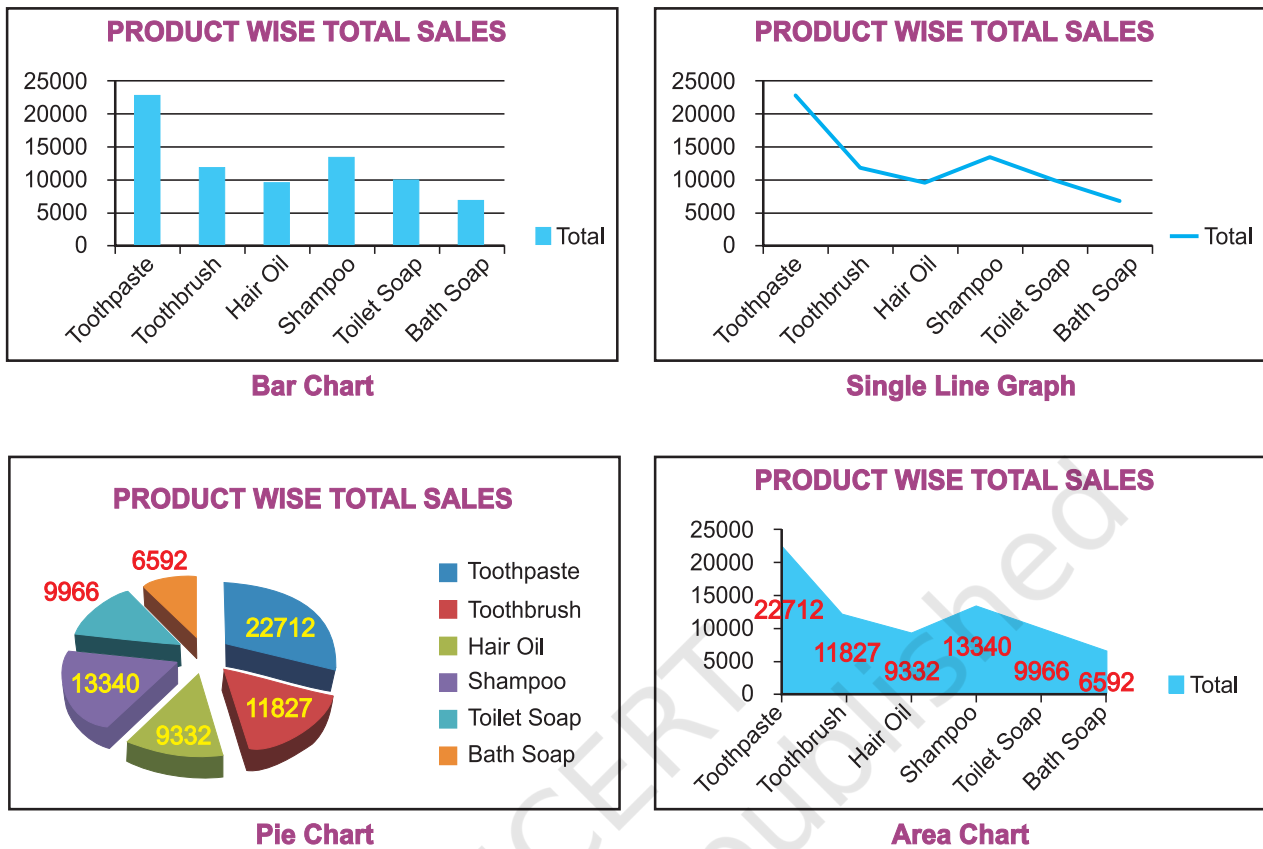 PRODUCT WISE TOTAL SALES
25000
20000
15000
10000
5000
0
Toothpaste
Toothbrush
Hair Oil
Shampoo
Toilet Soap
Bath Soap
Total
Bar Chart
PRODUCT WISE TOTAL SALES
25000
20000
15000
10000
5000
0
Toothpaste
Toothbrush
Hair Oil
Shampoo
Toilet Soap
Bath Soap
Total
Single Line Graph
PRODUCT WISE TOTAL SALES
6592
9966
22712
13340
11827
9332
Toothpaste
Toothbrush
Hair Oil
Shampoo
Toilet Soap
Bath Soap
Pie Chart
PRODUCT WISE TOTAL SALES
25000
20000
15000
10000
5000
0
22712
11827
9332
13340
9966
6592
Toothpaste
Toothbrush
Hair Oil
Shampoo
Toilet Soap
Bath Soap
Total
Area Chart